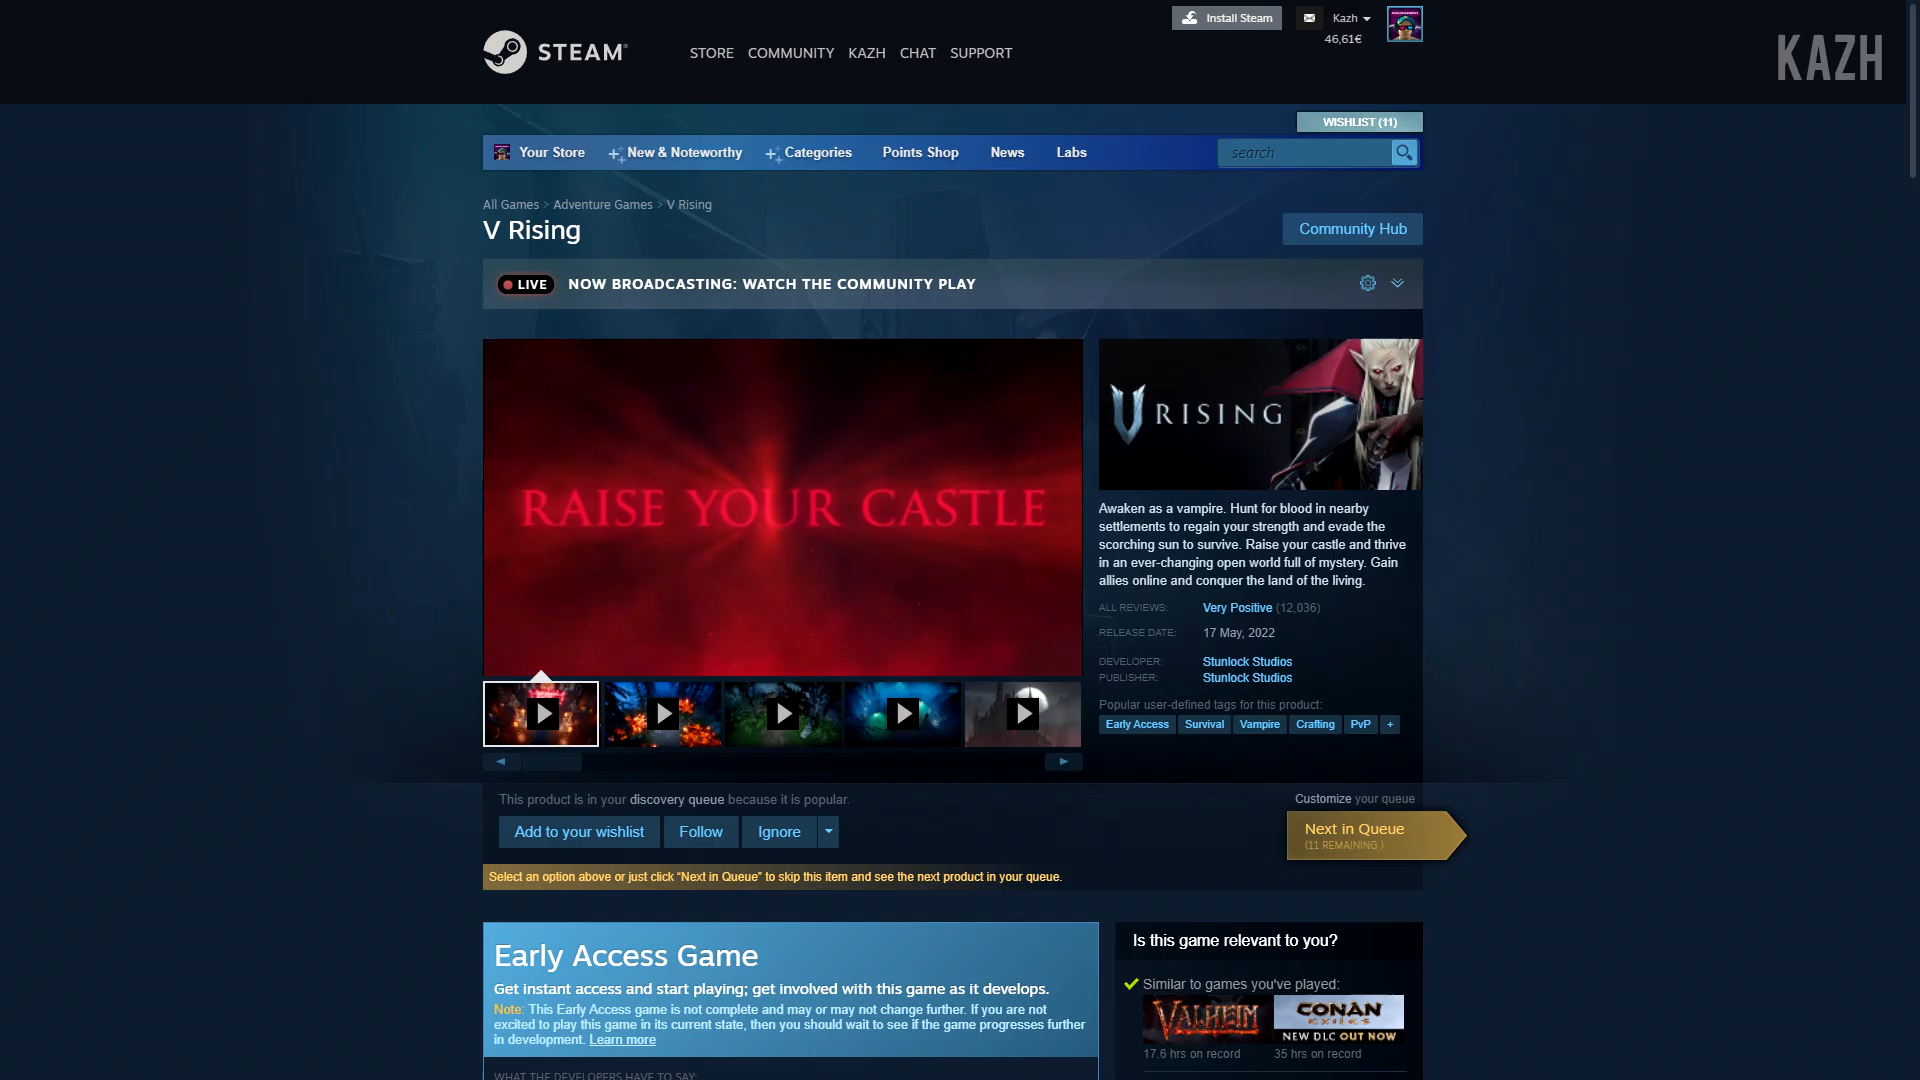 Install Steam
Kazh
46,61€
KAZH
STEAM
STORE COMMUNITY KAZH CHAT SUPPORT
WISHLIST (11)
Your Store New & Noteworthy Categories Points Shop News Labs search
All Games > Adventure Games > V Rising
V Rising
Community Hub
LIVE NOW BROADCASTING: WATCH THE COMMUNITY PLAY
RAISE YOUR CASTLE
V RISING
Awaken as a vampire. Hunt for blood in nearby
settlements to regain your strength and evade the
scorching sun to survive. Raise your castle and thrive
in an ever-changing open world full of mystery. Gain
allies online and conquer the land of the living.
ALL REVIEWS: Very Positive (12,036)
RELEASE DATE: 17 May, 2022
DEVELOPER: Stunlock Studios
PUBLISHER: Stunlock Studios
Popular user-defined tags for this product:
Early Access Survival Vampire Crafting PvP +
This product is in your discovery queue because it is popular.
Customize your queue
Add to your wishlist Follow Ignore
Next in Queue
(11 REMAINING )
Select an option above or just click “Next in Queue” to skip this item and see the next product in your queue.
Early Access Game
Get instant access and start playing; get involved with this game as it develops.
Note: This Early Access game is not complete and may or may not change further. If you are not
excited to play this game in its current state, then you should wait to see if the game progresses further
in development. Learn more
WHAT THE DEVELOPERS HAVE TO SAY:
Is this game relevant to you?
Similar to games you've played:
VALHEIM
CONAN
EXILES
NEW DLC OUT NOW
17.6 hrs on record 35 hrs on record